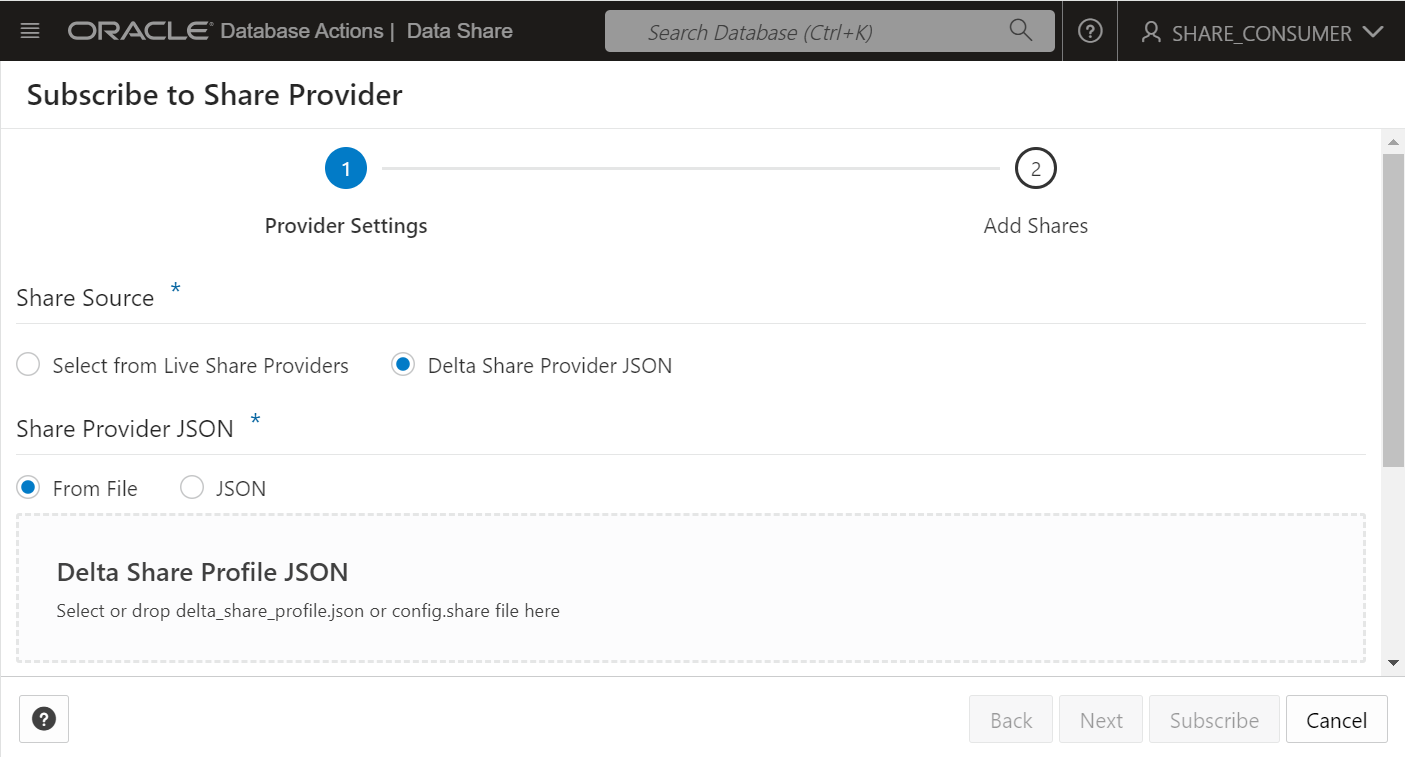 ORACLE Database Actions | Data Share Search Database (Ctrl+K) ? SHARE_CONSUMER
Subscribe to Share Provider
1 2
Provider Settings Add Shares
Share Source *
Select from Live Share Providers Delta Share Provider JSON
Share Provider JSON *
From File JSON
Delta Share Profile JSON
Select or drop delta_share_profile.json or config.share file here
? Back Next Subscribe Cancel